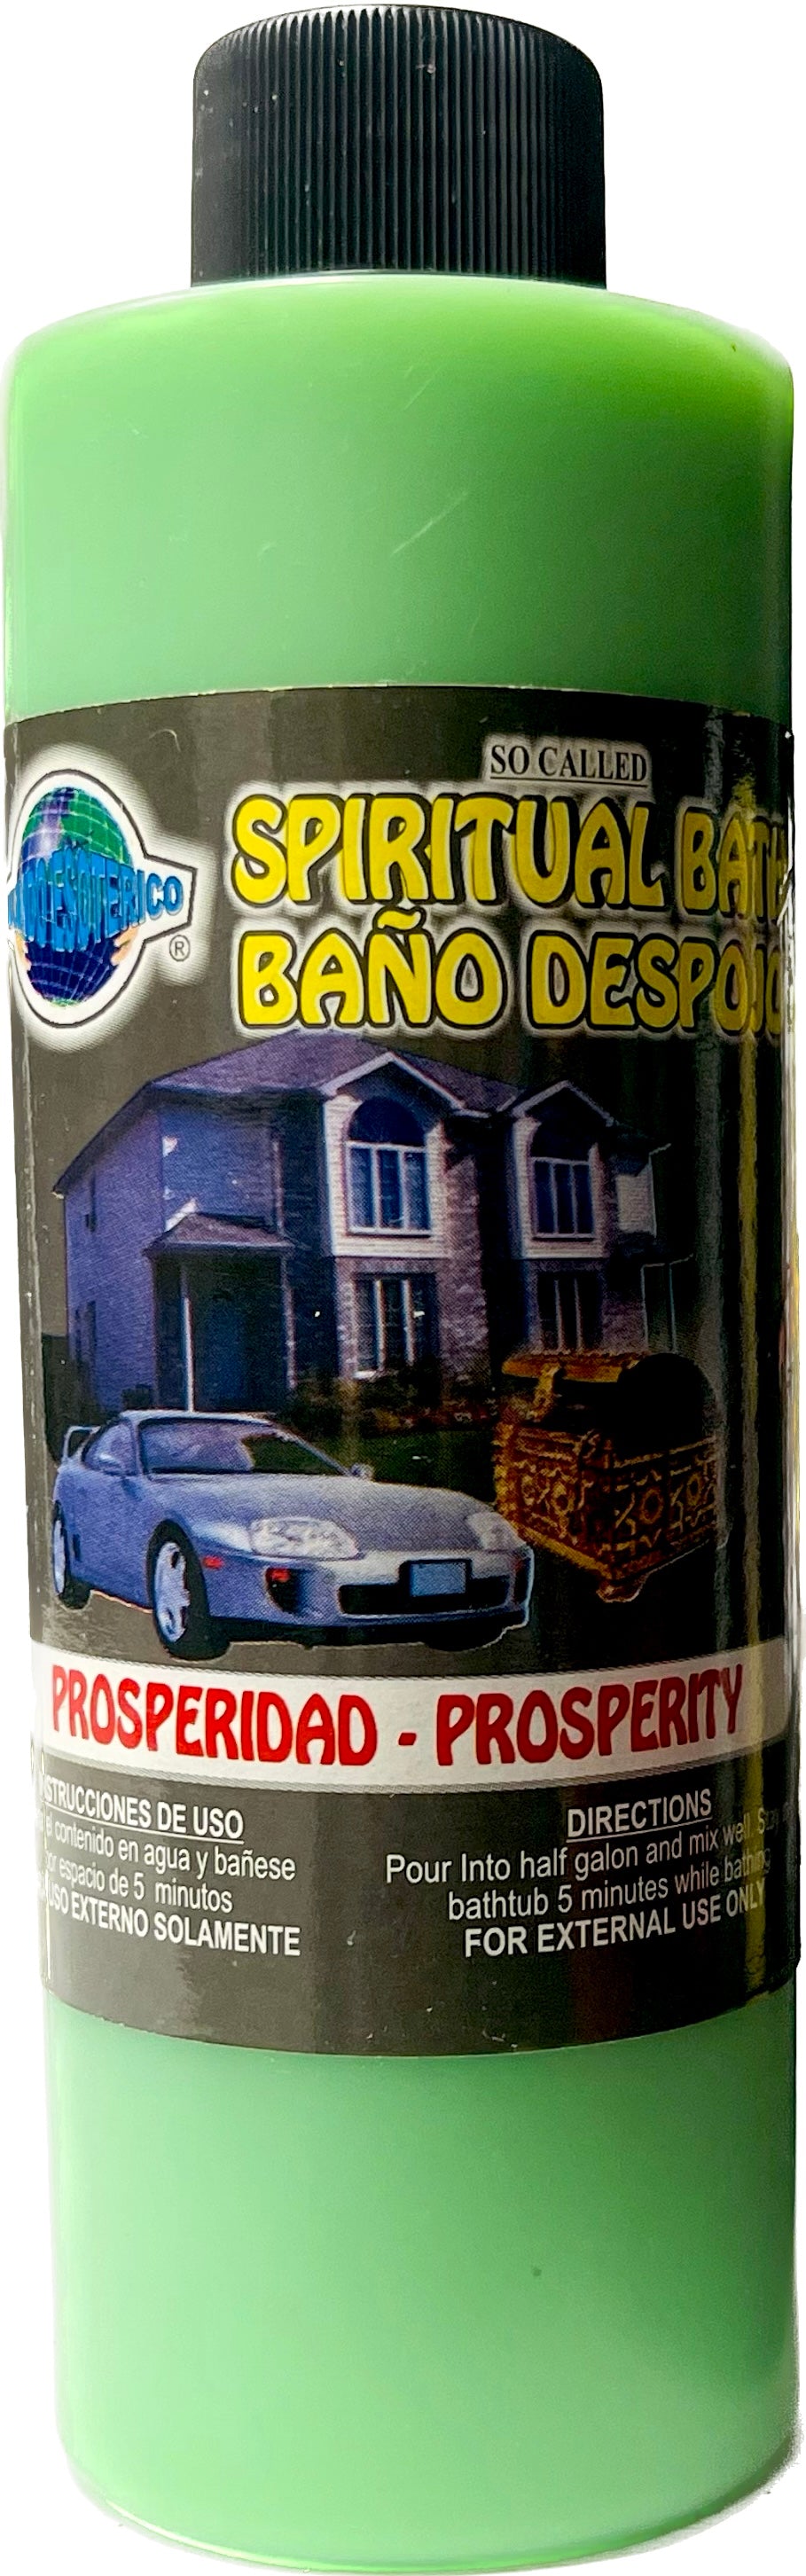 SO CALLED
SPIRITUAL BATH
BAÑO DESPOJO
®
PROSPERIDAD - PROSPERITY
DE USO
el contenido en agua y bañese
espacio de 5 minutos
USO EXTERNO SOLAMENTE
DIRECTIONS
Pour Into half galon and mix well. Stay
bathtub 5 minutes while bathing
FOR EXTERNAL USE ONLY